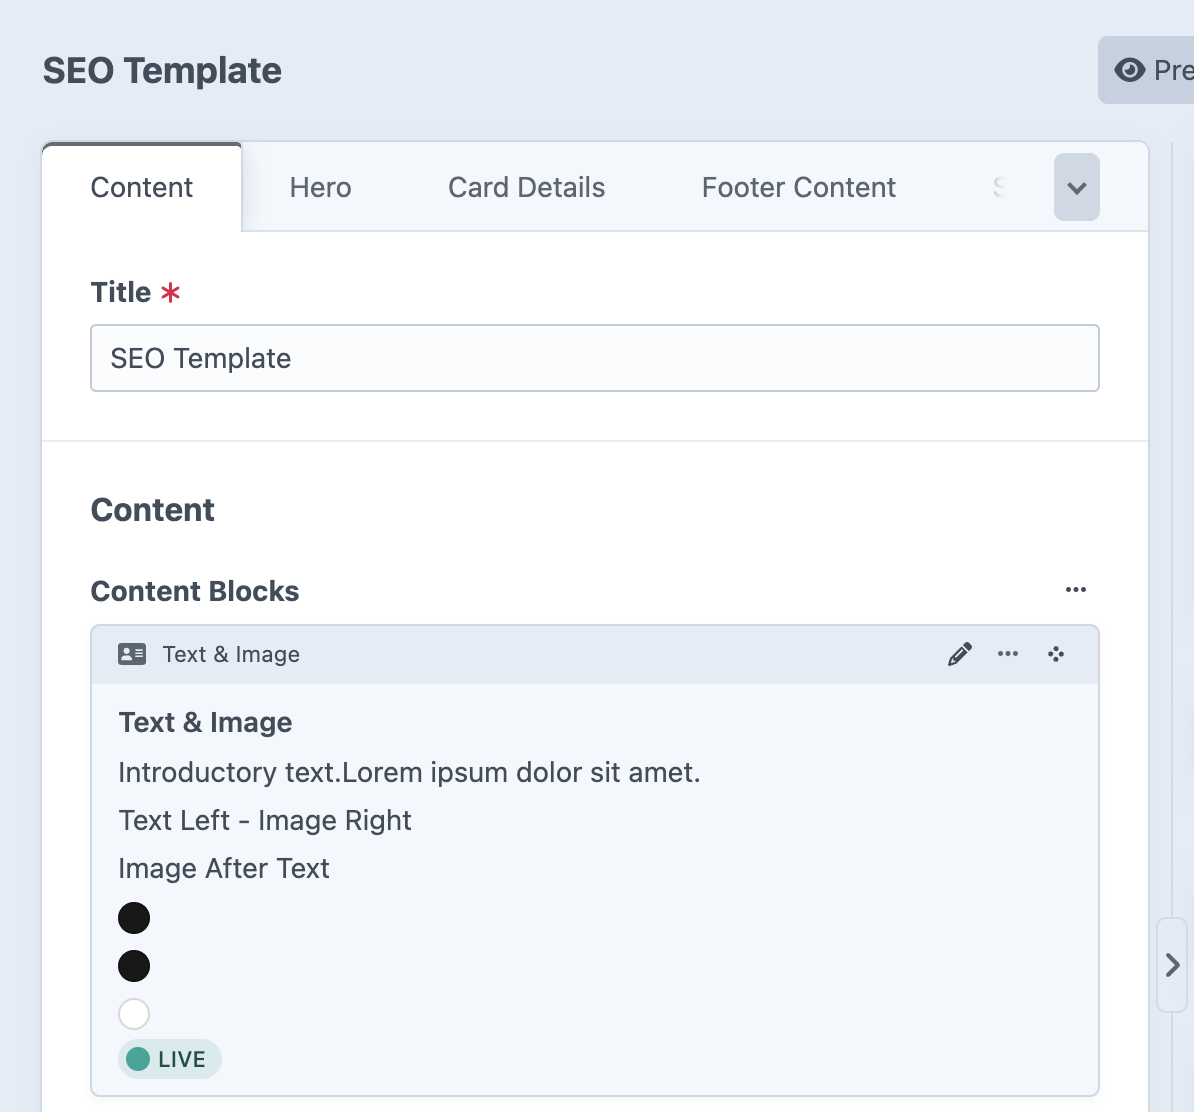 SEO Template
Pre
Content Hero Card Details Footer Content S
Title *
SEO Template
Content
Content Blocks
Text & Image
Text & Image
Introductory text.Lorem ipsum dolor sit amet.
Text Left - Image Right
Image After Text
LIVE